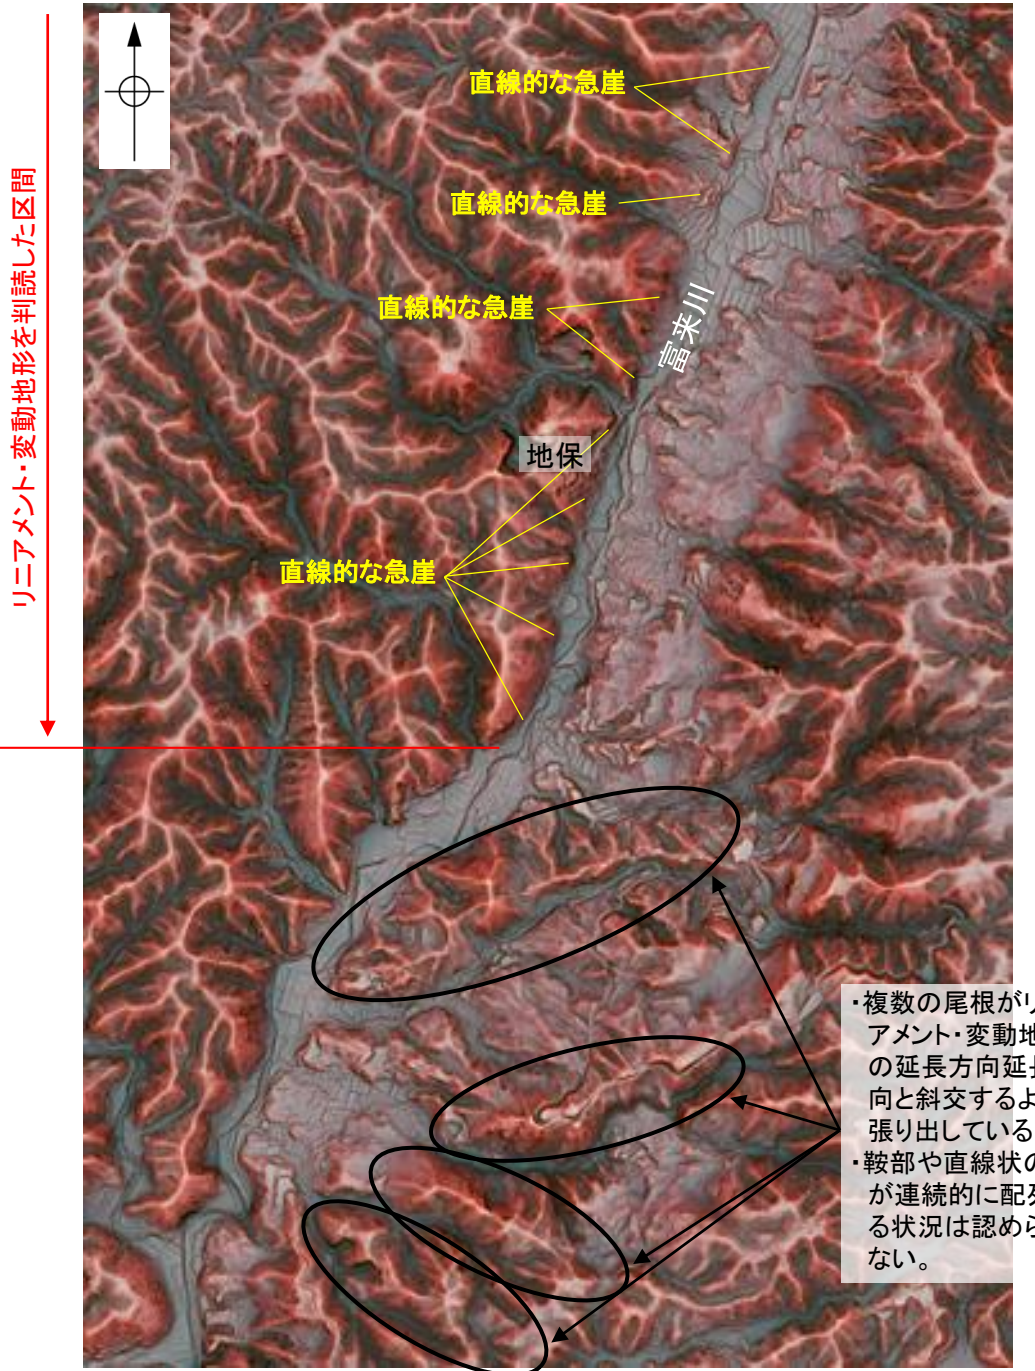 直線的な急崖
直線的な急崖
直線的な急崖
富来川
地保
直線的な急崖
リニアメント・変動地形を判読した区間
・複数の尾根がリ
アメント・変動地
の延長方向延
向と斜交するよ
張り出している
・鞍部や直線状の
が連続的に配
る状況は認めら
ない。